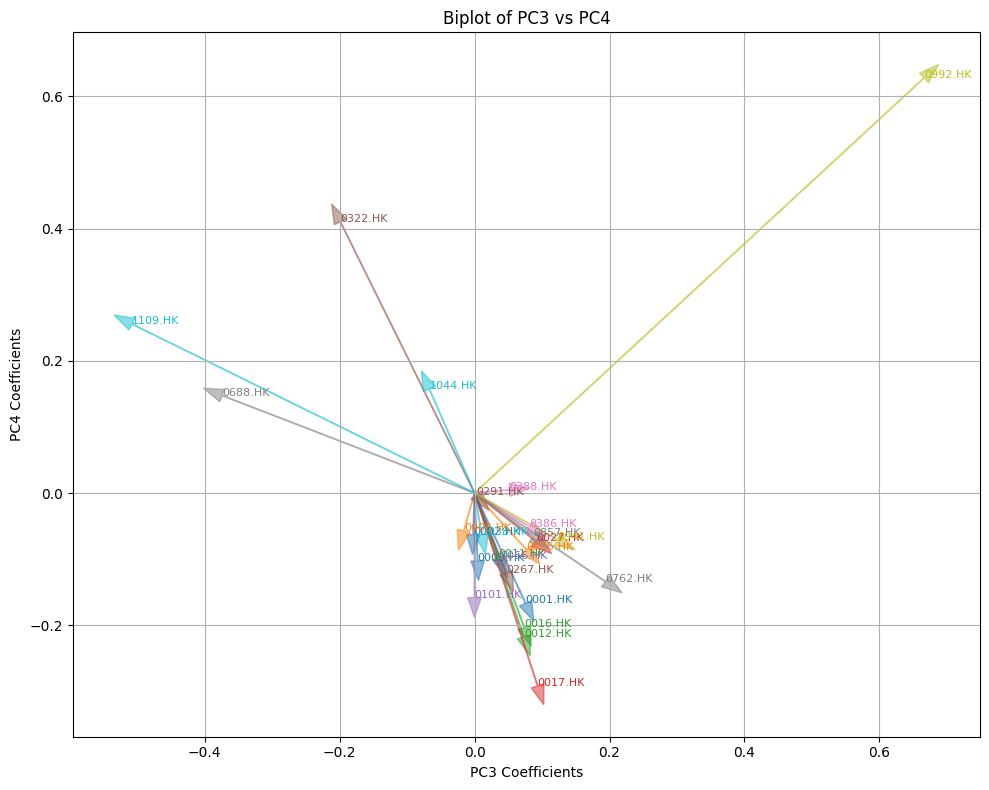 Biplot of PC3 vs PC4
0992.HK
0322.HK
1109.HK
0688.HK
1044.HK
0388.HK
0291.HK
0386.HK
0857.HK
0027.HK
0011.HK
0267.HK
0762.HK
0101.HK
0001.HK
0016.HK
0012.HK
0017.HK
0.6
0.4
0.2
0.0
−0.2
−0.4
−0.2
0.0
0.2
0.4
0.6
PC4 Coefficients
PC3 Coefficients